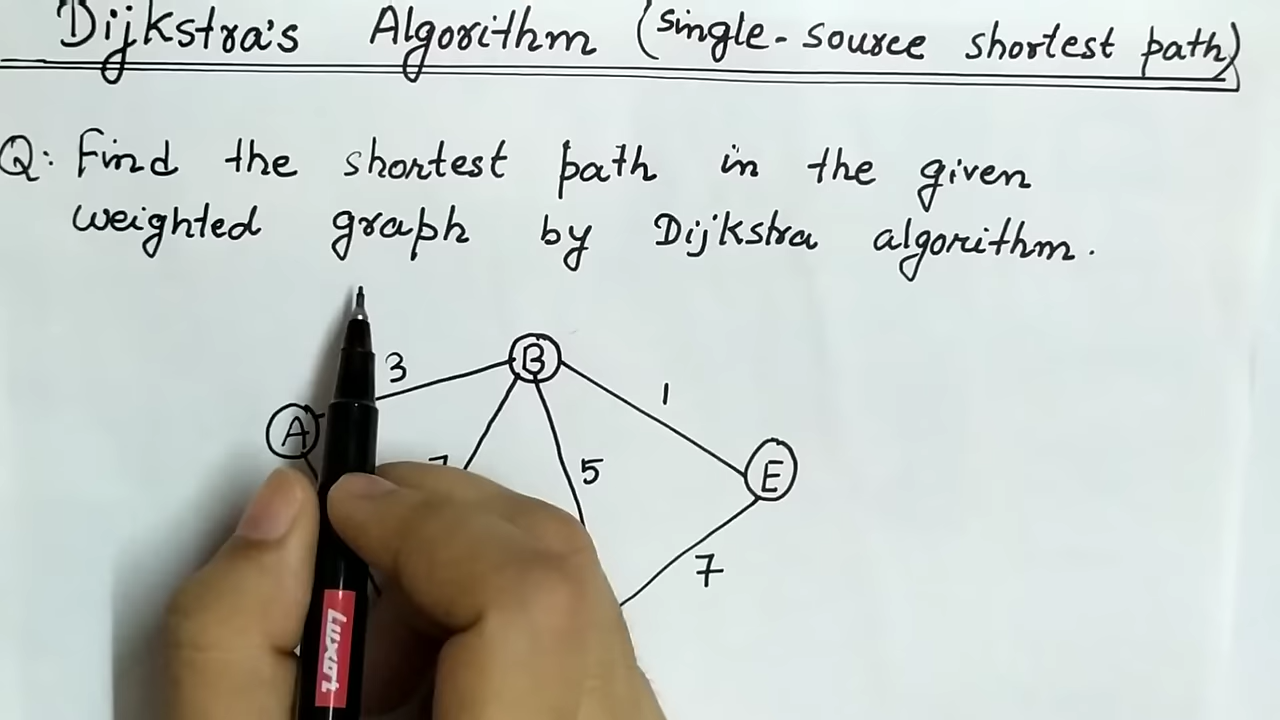 Dijkstra's Algorithm (single-source shortest path)
Q: Find the shortest path in the given
weighted graph by Dijkstra algorithm.
3
B
1
A
7
5
E
7
Luxor